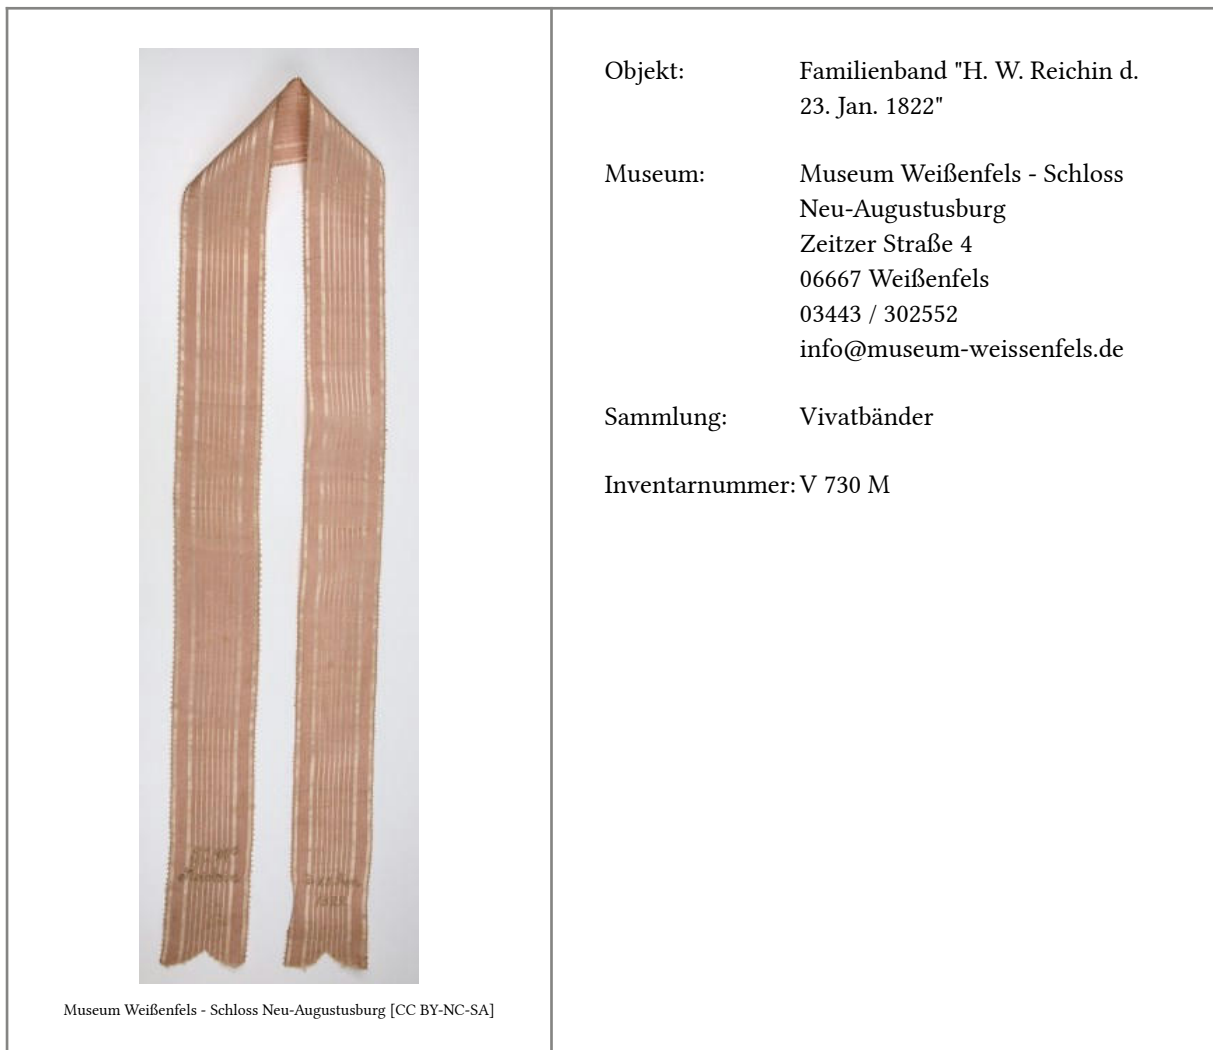 Objekt:
Familienband "H. W. Reichin d.
23. Jan. 1822"
Museum:
Museum Weißenfels - Schloss
Neu-Augustusburg
Zeitzer Straße 4
06667 Weißenfels
03443 / 302552
info@museum-weissenfels.de
Sammlung:
Vivatbänder
Inventarnummer: V 730 M
Museum Weißenfels - Schloss Neu-Augustusburg [CC BY-NC-SA]